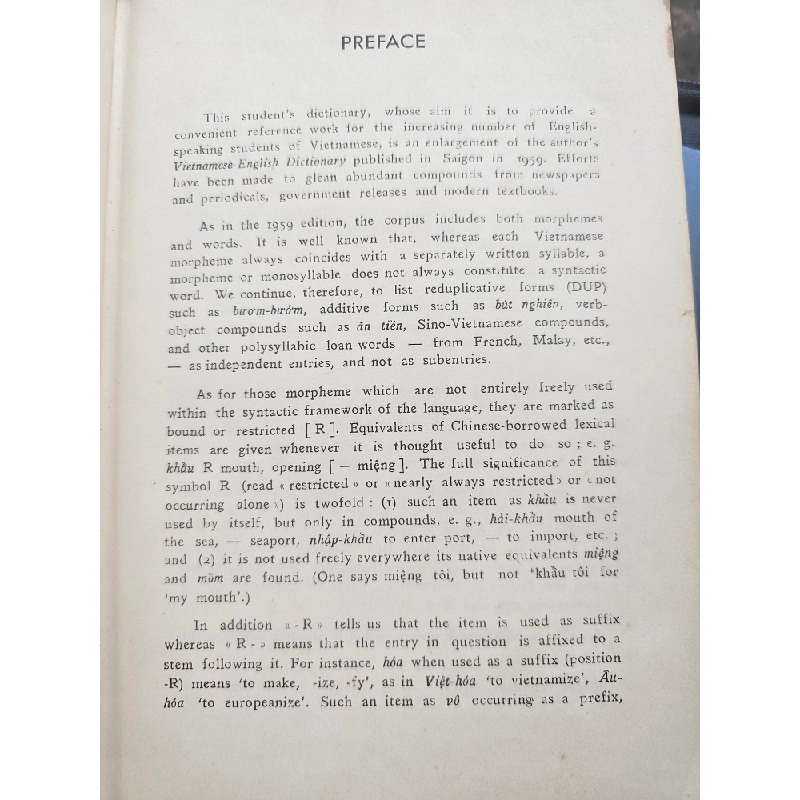 PREFACE
This student's dictionary, whose aim it is to provide a
convenient reference work for the increasing number of English-
speaking students of Vietnamese, is an enlargement of the author's
Vietnamese-English Dictionary published in Saigon in 1959. Efforts
have been made to glean abundant compounds from newspapers
and periodicals, government releases and modern textbooks.
As in the 1959 edition, the corpus includes both morphemes
and words. It is well known that, whereas each Vietnamese
morpheme always coincides with a separately written syllable, a
morpheme or monosyllable does not always constitute a syntactic
word. We continue, therefore, to list reduplicative forms (DUP)
such as bươm-bướm, additive forms such as bút nghiên, verb-
object compounds such as ăn tiền, Sino-Vietnamese compounds,
and other polysyllabic loan words — from French, Malay, etc.,
— as independent entries, and not as subentries.
As for those morpheme which are not entirely freely used
within the syntactic framework of the language, they are marked as
bound or restricted [ R ]. Equivalents of Chinese-borrowed lexical
items are given whenever it is thought useful to do so ; e. g.
khẩu R mouth, opening [ — miệng ]. The full significance of this
symbol R (read « restricted » or « nearly always restricted » or « not
occurring alone ») is twofold : (1) such an item as khẩu is never
used by itself, but only in compounds, e. g., hải-khẩu mouth of
the sea, — seaport, nhập-khẩu to enter port, — to import, etc. ;
and (2) it is not used freely everywhere its native equivalents miệng
and mồm are found. (One says miệng tôi, but not *khẩu tôi for
'my mouth'.)
In addition « - R » tells us that the item is used as suffix
whereas « R - » means that the entry in question is affixed to a
stem following it. For instance, hóa when used as a suffix (position
-R) means 'to make, -ize, -fy', as in Việt-hóa 'to vietnamize', Âu-
hóa 'to europeanize'. Such an item as vô occurring as a prefix,